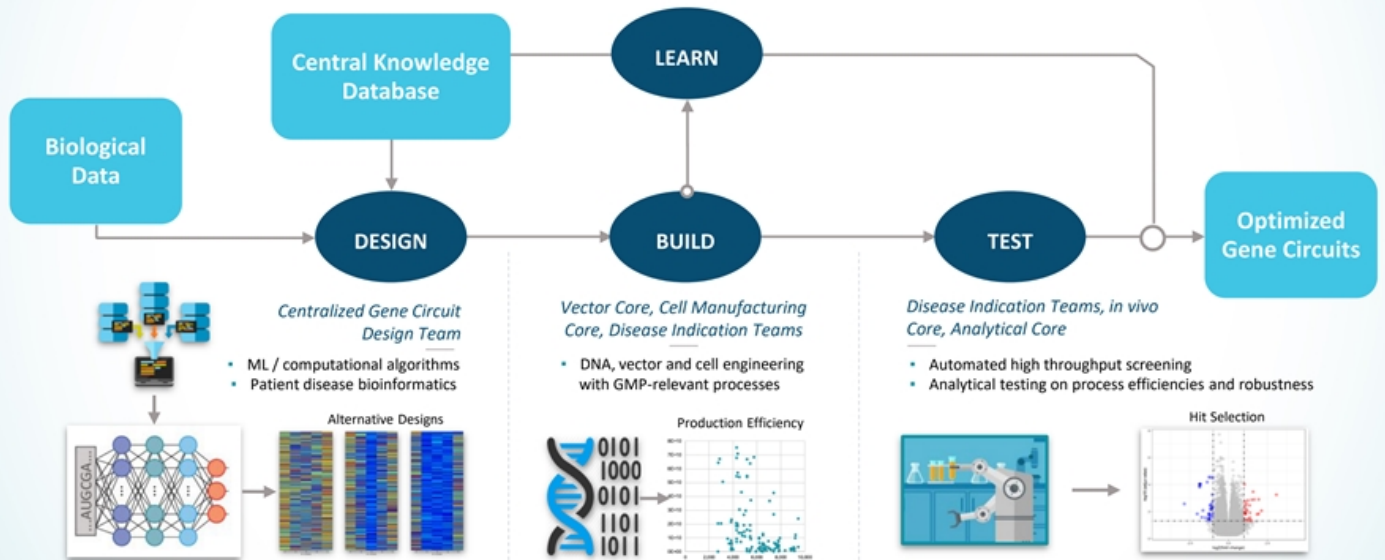 Central Knowledge
Database
LEARN
Biological
Data
DESIGN
BUILD
TEST
Optimized
Gene Circuits
Centralized Gene Circuit
Design Team
• ML / computational algorithms
• Patient disease bioinformatics
Vector Core, Cell Manufacturing
Core, Disease Indication Teams
• DNA, vector and cell engineering
with GMP-relevant processes
Disease Indication Teams, in vivo
Core, Analytical Core
• Automated high throughput screening
• Analytical testing on process efficiencies and robustness
...AUGCGA...
Alternative Designs
0101
1000
0101
1101
1011
Production Efficiency
Hit Selection